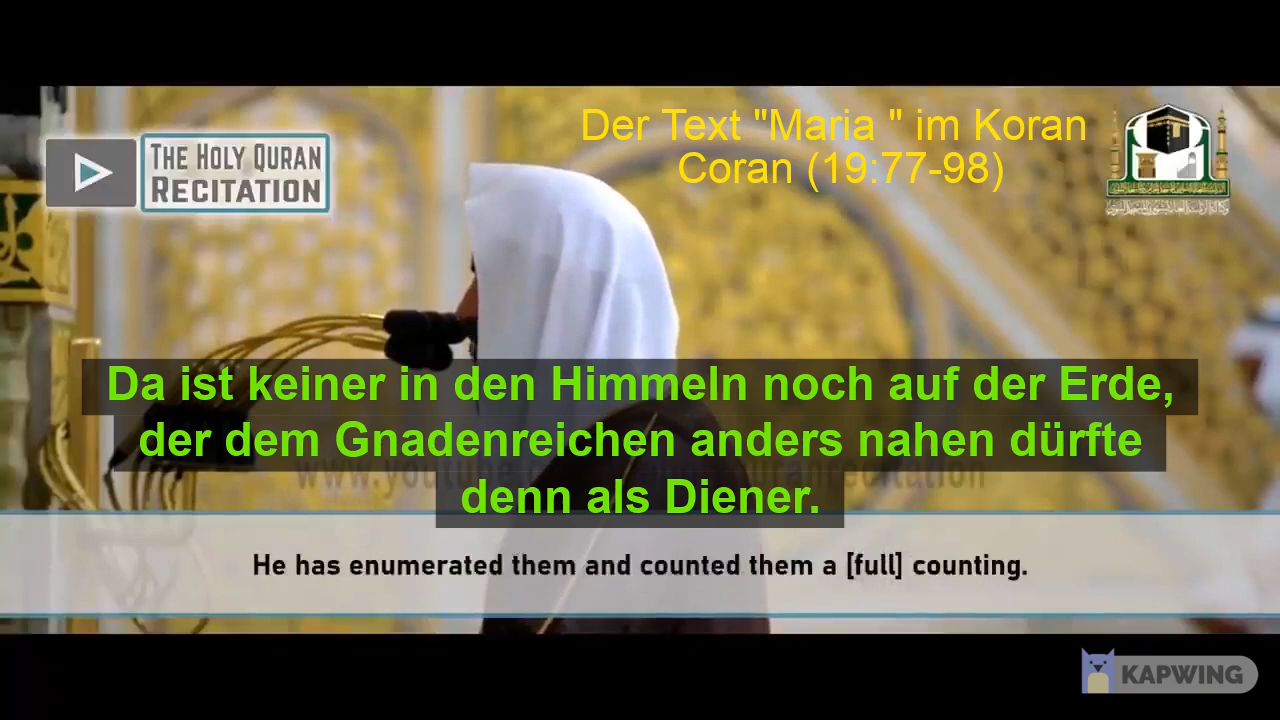 Der Text "Maria " im Koran
Coran (19:77-98)
THE HOLY QURAN
RECITATION
Da ist keiner in den Himmeln noch auf der Erde,
der dem Gnadenreichen anders nahen dürfte
denn als Diener.
He has enumerated them and counted them a [full] counting.
KAPWING